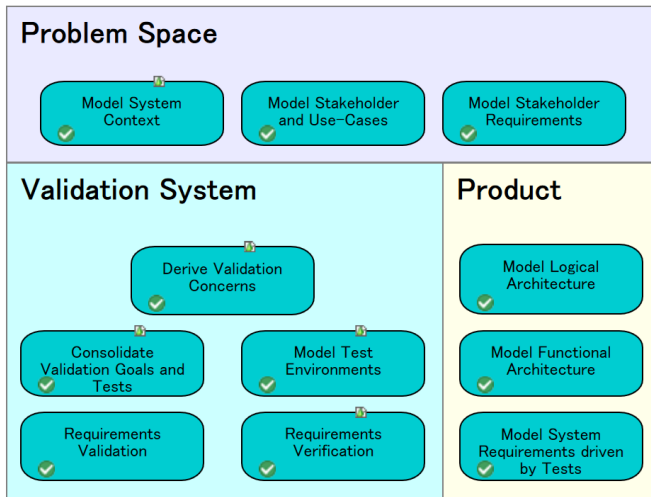 Problem Space
Model System
Context
Model Stakeholder
and Use-Cases
Model Stakeholder
Requirements
Validation System
Derive Validation
Concerns
Consolidate
Validation Goals and
Tests
Model Test
Environments
Requirements
Validation
Requirements
Verification
Product
Model Logical
Architecture
Model Functional
Architecture
Model System
Requirements driven
by Tests